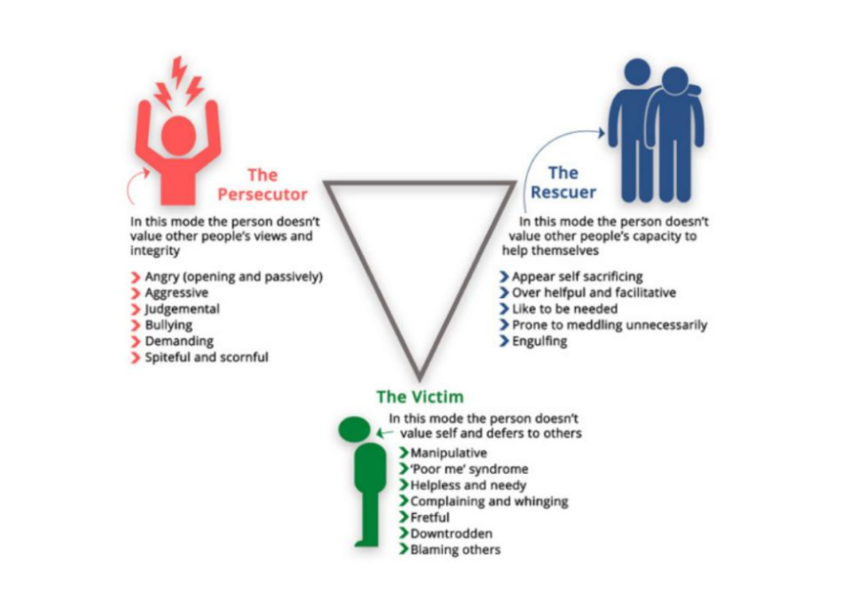 The
Persecutor
In this mode the person doesn't
value other people's views and
integrity
Angry (opening and passively)
Aggressive
Judgemental
Bullying
Demanding
Spiteful and scornful
The
Rescuer
In this mode the person doesn't
value other people's capacity to
help themselves
Appear self sacrificing
Over helfpul and facilitative
Like to be needed
Prone to meddling unnecessarily
Engulfing
The Victim
In this mode the person doesn't
value self and defers to others
Manipulative
'Poor me' syndrome
Helpless and needy
Complaining and whinging
Fretful
Downtrodden
Blaming others